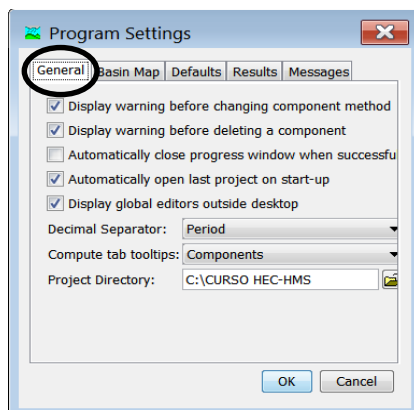 Program Settings
General Basin Map Defaults Results Messages
Display warning before changing component method
Display warning before deleting a component
Automatically close progress window when successfu
Automatically open last project on start-up
Display global editors outside desktop
Decimal Separator: Period
Compute tab tooltips: Components
Project Directory: C:\CURSO HEC-HMS
OK Cancel